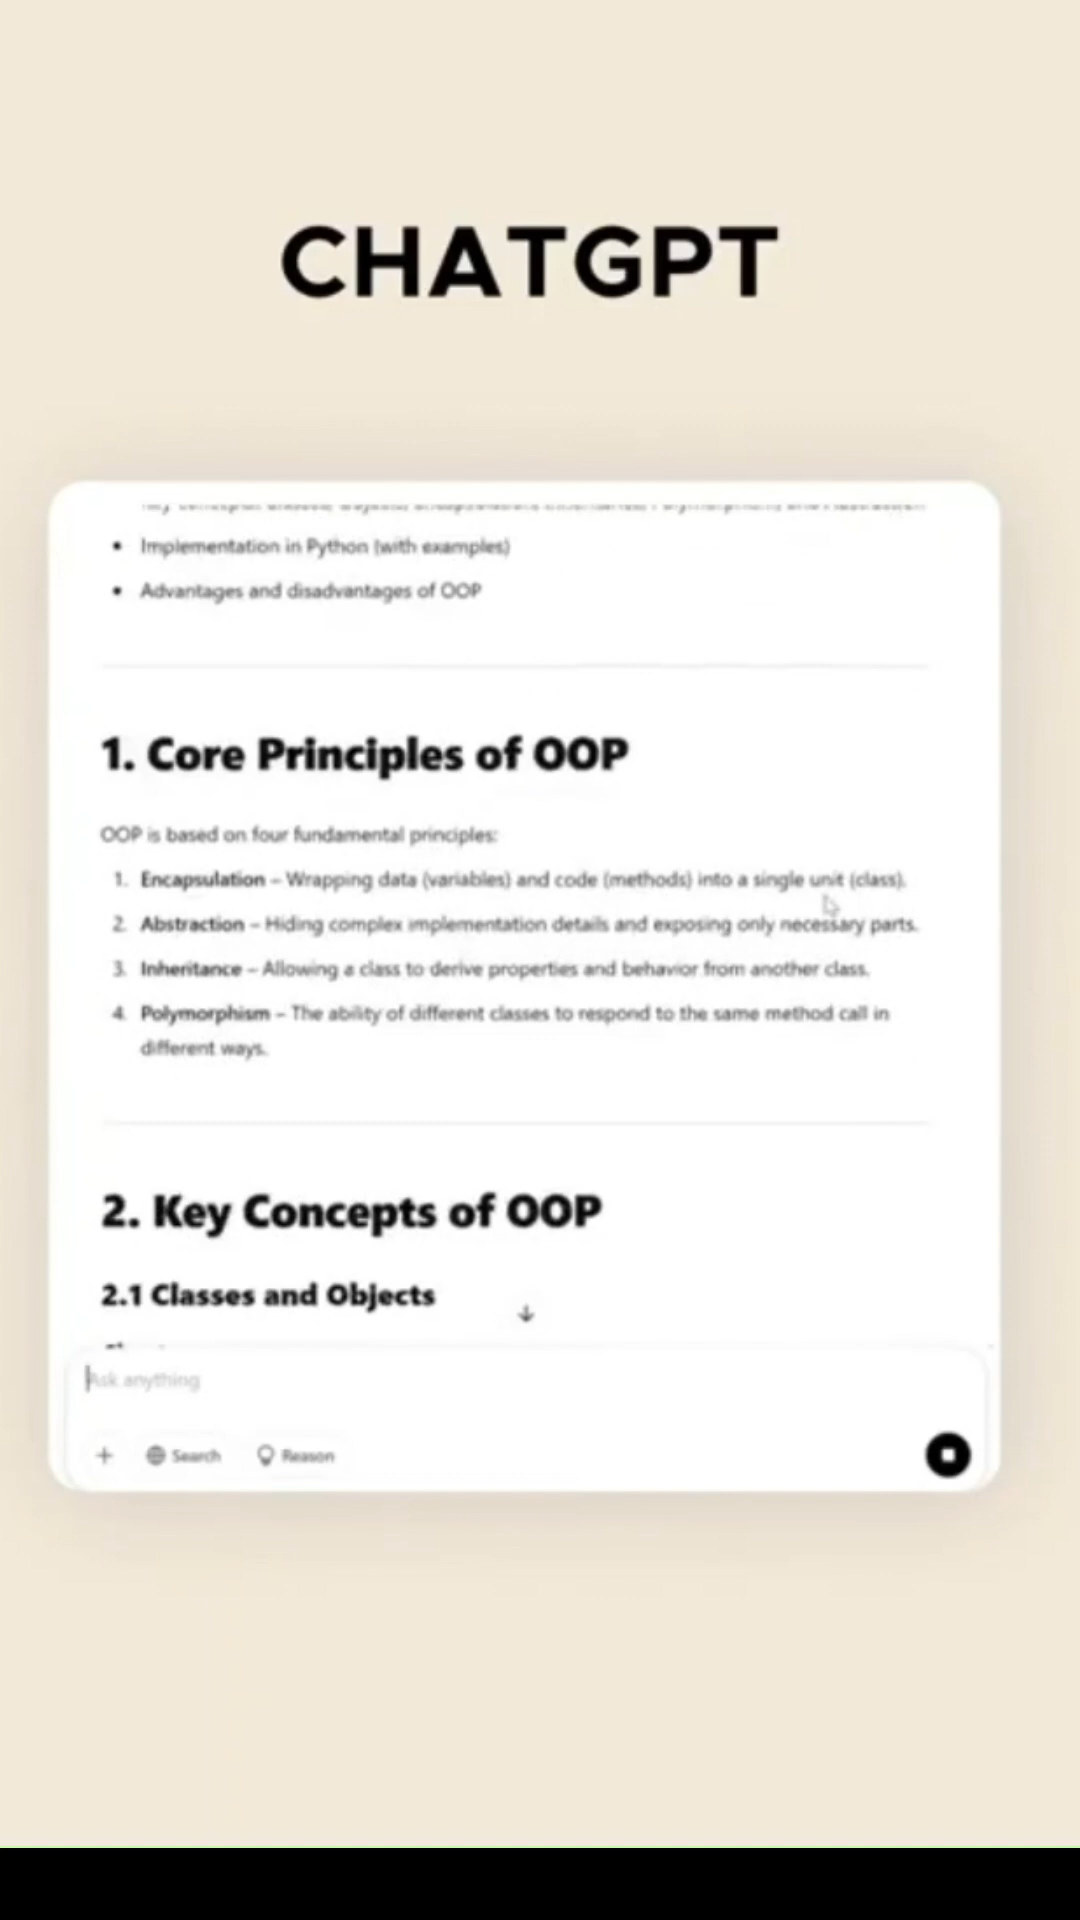 CHATGPT
• Implementation in Python (with examples)
• Advantages and disadvantages of OOP
1. Core Principles of OOP
OOP is based on four fundamental principles:
1. Encapsulation – Wrapping data (variables) and code (methods) into a single unit (class).
2. Abstraction – Hiding complex implementation details and exposing only necessary parts.
3. Inheritance – Allowing a class to derive properties and behavior from another class.
4. Polymorphism – The ability of different classes to respond to the same method call in
different ways.
2. Key Concepts of OOP
2.1 Classes and Objects
Ask anything
Search Reason